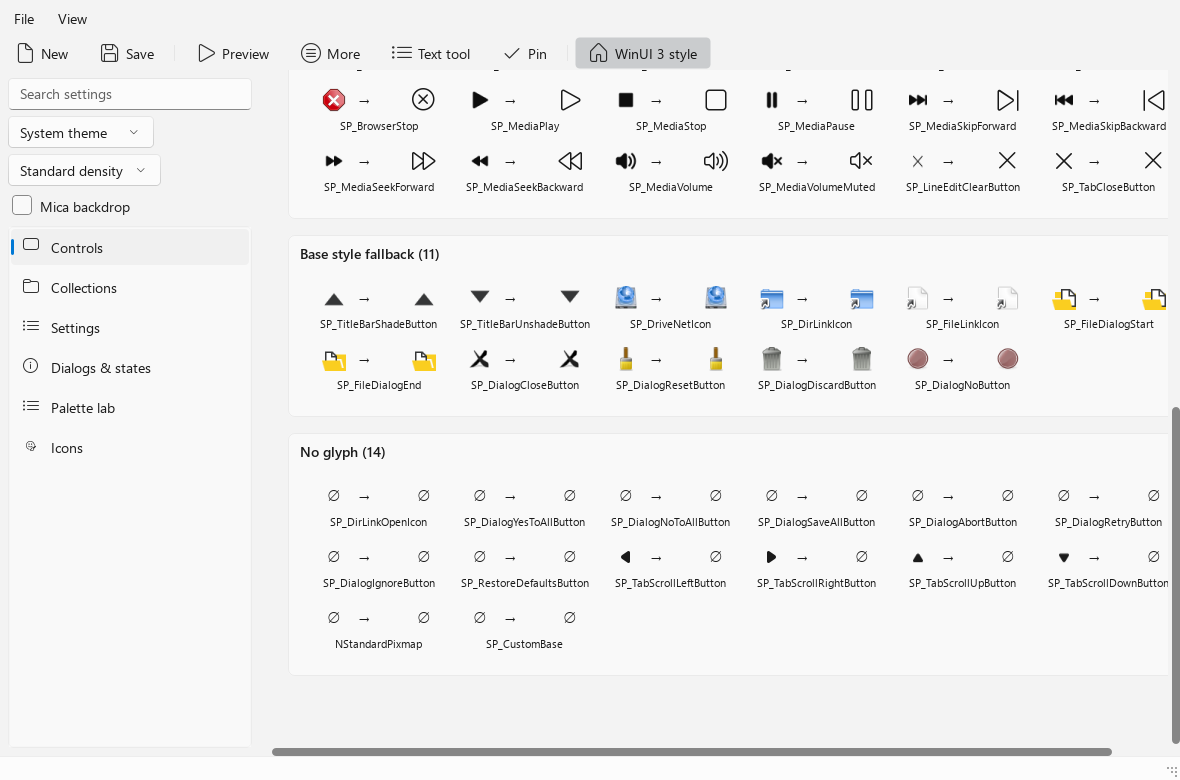 File View
New Save Preview More Text tool Pin WinUI 3 style
Search settings
System theme
Standard density
Mica backdrop
Controls
Collections
Settings
Dialogs & states
Palette lab
Icons
SP_BrowserStop SP_MediaPlay SP_MediaStop SP_MediaPause SP_MediaSkipForward SP_MediaSkipBackward
SP_MediaSeekForward SP_MediaSeekBackward SP_MediaVolume SP_MediaVolumeMuted SP_LineEditClearButton SP_TabCloseButton
Base style fallback (11)
SP_TitleBarShadeButton SP_TitleBarUnshadeButton SP_DriveNetIcon SP_DirLinkIcon SP_FileLinkIcon SP_FileDialogStart
SP_FileDialogEnd SP_DialogCloseButton SP_DialogResetButton SP_DialogDiscardButton SP_DialogNoButton
No glyph (14)
SP_DirLinkOpenIcon SP_DialogYesToAllButton SP_DialogNoToAllButton SP_DialogSaveAllButton SP_DialogAbortButton SP_DialogRetryButton
SP_DialogIgnoreButton SP_RestoreDefaultsButton SP_TabScrollLeftButton SP_TabScrollRightButton SP_TabScrollUpButton SP_TabScrollDownButton
NStandardPixmap SP_CustomBase